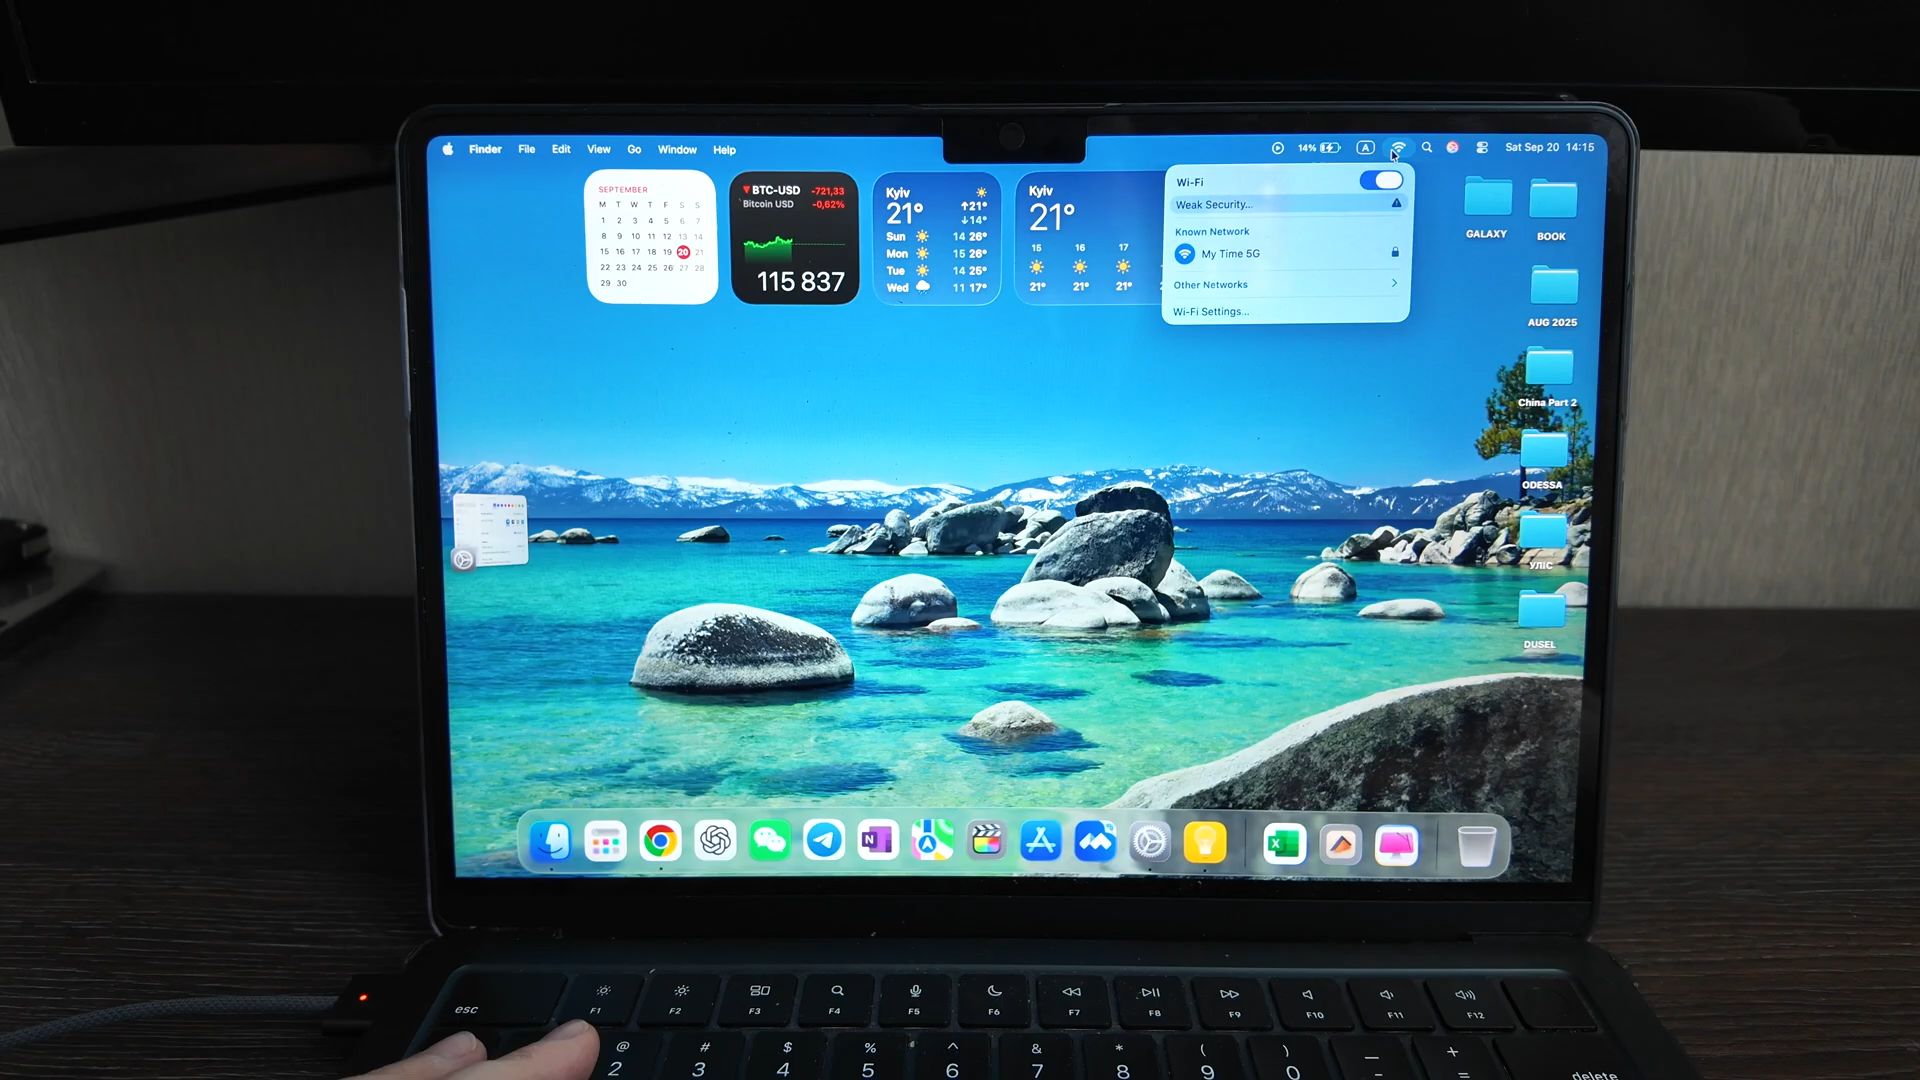 Finder File Edit View Go Window Help
14% A Sat Sep 20 14:15
SEPTEMBER
M T W T F S S
1 2 3 4 5 6 7
8 9 10 11 12 13 14
15 16 17 18 19 20 21
22 23 24 25 26 27 28
29 30
BTC-USD -721,33
Bitcoin USD -0,62%
115 837
Kyiv
21° ↑21°
↓14°
Sun 14 26°
Mon 15 26°
Tue 14 25°
Wed 11 17°
Kyiv
21°
15 16 17
21° 21° 21°
Wi-Fi
Weak Security...
Known Network
My Time 5G
Other Networks
Wi-Fi Settings...
GALAXY
BOOK
AUG 2025
China Part 2
ODESSA
УЛІС
DUSEL
esc F1 F2 F3 F4 F5 F6 F7 F8 F9 F10 F11 F12
@ # $ % ^ & * ( ) — +
2 3 4 5 6 7 8 9 0 - = delete